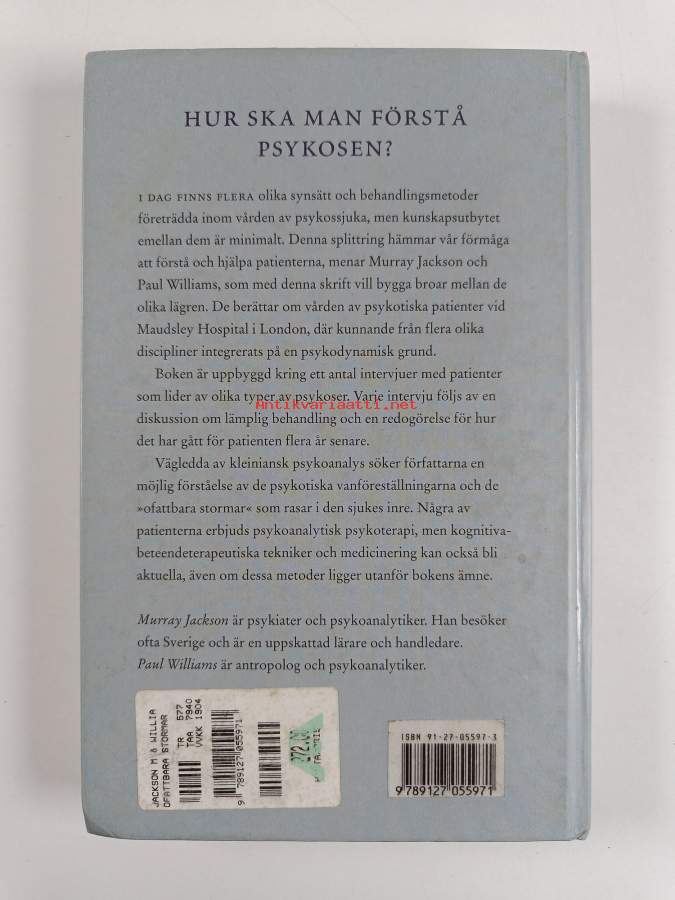 HUR SKA MAN FÖRSTÅ
PSYKOSEN?
I DAG FINNS FLERA olika synsätt och behandlingsmetoder
företrädda inom vården av psykossjuka, men kunskapsutbytet
emellan dem är minimalt. Denna splittring hämmar vår förmåga
att förstå och hjälpa patienterna, menar Murray Jackson och
Paul Williams, som med denna skrift vill bygga broar mellan de
olika lägren. De berättar om vården av psykotiska patienter vid
Maudsley Hospital i London, där kunnande från flera olika
discipliner integrerats på en psykodynamisk grund.
Boken är uppbyggd kring ett antal intervjuer med patienter
som lider av olika typer av psykoser. Varje intervju följs av en
Antikvariaatti.net
diskussion om lämplig behandling och en redogörelse för hur
det har gått för patienten flera år senare.
Vägledda av kleiniansk psykoanalys söker författarna en
möjlig förståelse av de psykotiska vanföreställningarna och de
»ofattbara stormar« som rasar i den sjukes inre. Några av
patienterna erbjuds psykoanalytisk psykoterapi, men kognitiva-
beteendeterapeutiska tekniker och medicinering kan också bli
aktuella, även om dessa metoder ligger utanför bokens ämne.
Murray Jackson är psykiater och psykoanalytiker. Han besöker
ofta Sverige och är en uppskattad lärare och handledare.
Paul Williams är antropolog och psykoanalytiker.
JACKSON M & WILLIA
OFATTBARA STORMAR
TR 577
TAA 7940
VVKK 1904
9 789127 055971
ISBN 91-27-05597-3
9 789127 055971